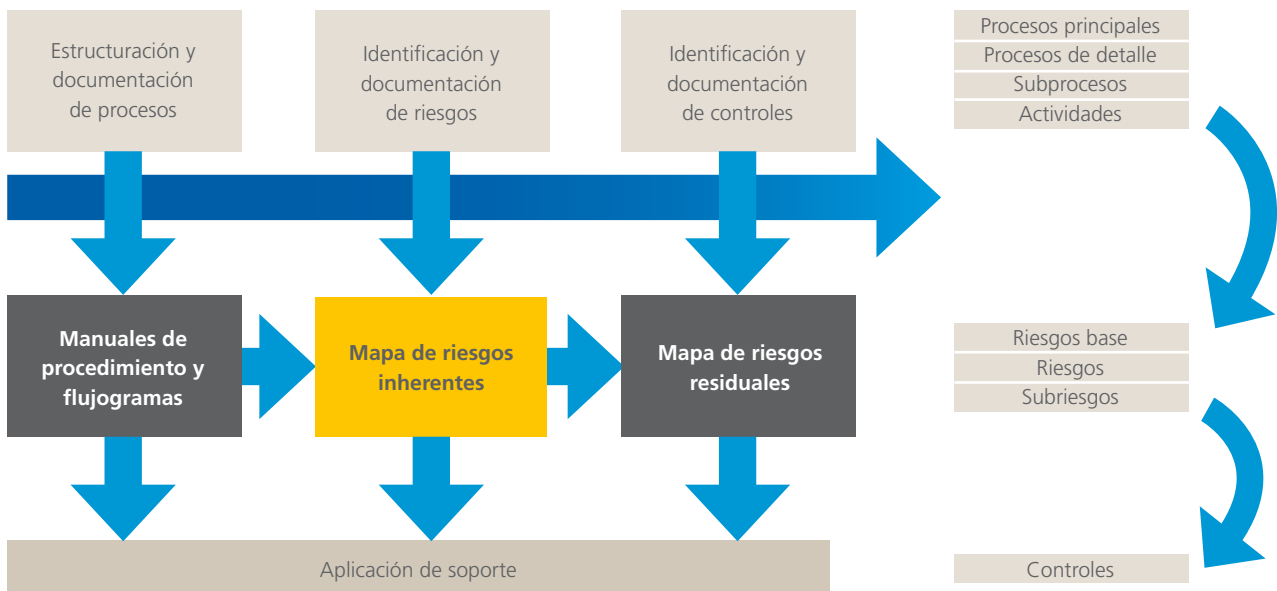 Estructuración y
documentación
de procesos
Identificación y
documentación
de riesgos
Identificación y
documentación
de controles
Procesos principales
Procesos de detalle
Subprocesos
Actividades
Manuales de
procedimiento y
flujogramas
Mapa de riesgos
inherentes
Mapa de riesgos
residuales
Riesgos base
Riesgos
Subriesgos
Aplicación de soporte
Controles